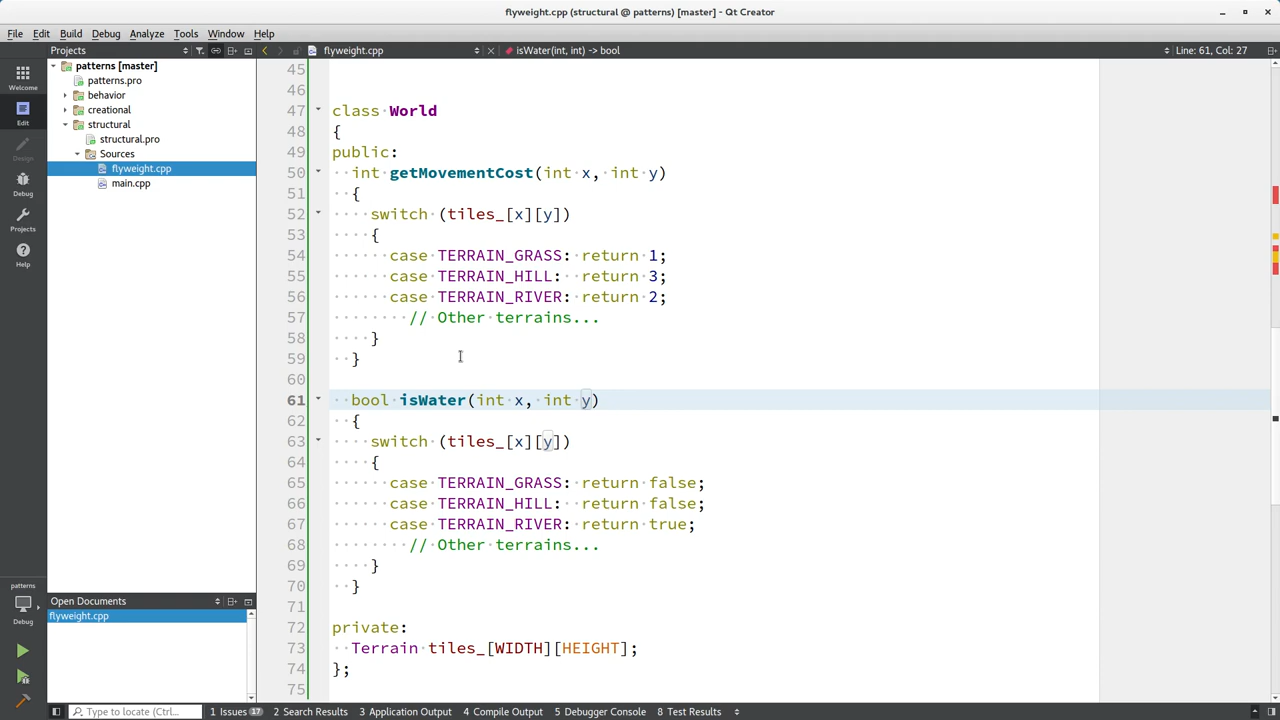 flyweight.cpp (structural @ patterns) [master] - Qt Creator
File Edit Build Debug Analyze Tools Window Help
Projects flyweight.cpp isWater(int, int) -> bool Line: 61, Col: 27
Welcome
Edit
Design
Debug
Projects
Help
patterns
Debug
patterns [master]
patterns.pro
behavior
creational
structural
structural.pro
Sources
flyweight.cpp
main.cpp
Open Documents
flyweight.cpp
45
46
47 class World
48 {
49 public:
50 int getMovementCost(int x, int y)
51 {
52 switch (tiles_[x][y])
53 {
54 case TERRAIN_GRASS: return 1;
55 case TERRAIN_HILL: return 3;
56 case TERRAIN_RIVER: return 2;
57 // Other terrains...
58 }
59 }
60
61 bool isWater(int x, int y)
62 {
63 switch (tiles_[x][y])
64 {
65 case TERRAIN_GRASS: return false;
66 case TERRAIN_HILL: return false;
67 case TERRAIN_RIVER: return true;
68 // Other terrains...
69 }
70 }
71
72 private:
73 Terrain tiles_[WIDTH][HEIGHT];
74 };
75
Type to locate (Ctrl... 1 Issues 17 2 Search Results 3 Application Output 4 Compile Output 5 Debugger Console 8 Test Results